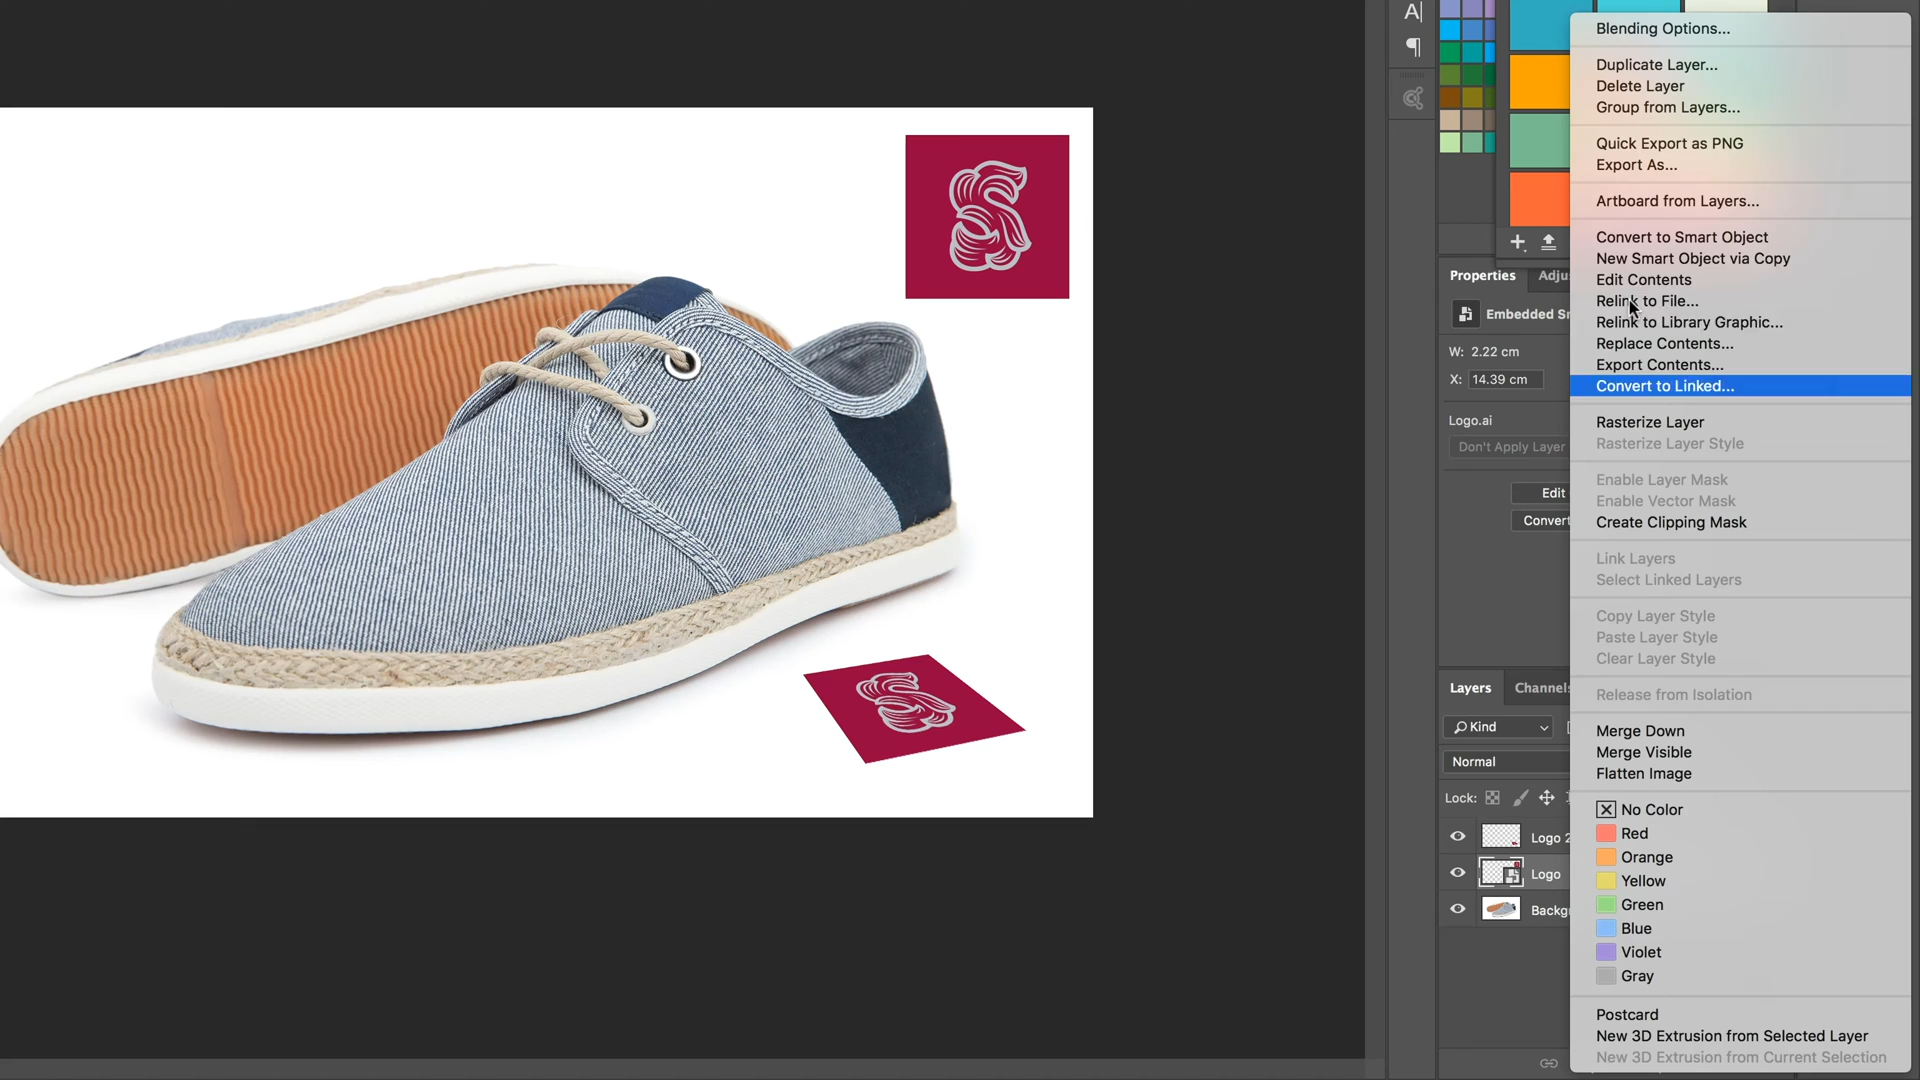 A|
Blending Options...
Duplicate Layer...
Delete Layer
Group from Layers...
Quick Export as PNG
Export As...
Artboard from Layers...
Convert to Smart Object
New Smart Object via Copy
Edit Contents
Relink to File...
Relink to Library Graphic...
Replace Contents...
Export Contents...
Convert to Linked...
Rasterize Layer
Rasterize Layer Style
Enable Layer Mask
Enable Vector Mask
Create Clipping Mask
Link Layers
Select Linked Layers
Copy Layer Style
Paste Layer Style
Clear Layer Style
Release from Isolation
Merge Down
Merge Visible
Flatten Image
No Color
Red
Orange
Yellow
Green
Blue
Violet
Gray
Postcard
New 3D Extrusion from Selected Layer
New 3D Extrusion from Current Selection
Properties Adju
Embedded Sm
W: 2.22 cm
X: 14.39 cm
Logo.ai
Don't Apply Layer
Edit
Convert
Layers Channels
Kind
Normal
Lock:
Logo 2
Logo
Backg